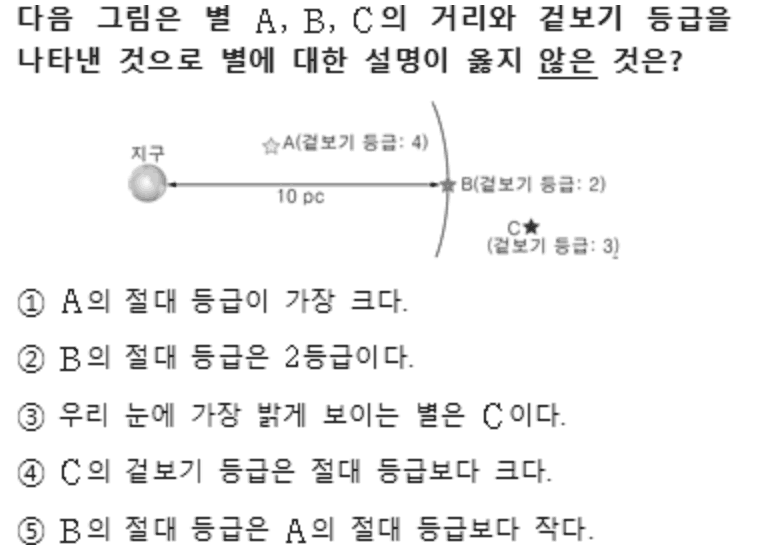 다음 그림은 별 A, B, C의 거리와 겉보기 등급을
나타낸 것으로 별에 대한 설명이 옳지 않은 것은?
지구
A(겉보기 등급: 4)
10 pc
B(겉보기 등급: 2)
C
(겉보기 등급: 3)
① A의 절대 등급이 가장 크다.
② B의 절대 등급은 2등급이다.
③ 우리 눈에 가장 밝게 보이는 별은 C이다.
④ C의 겉보기 등급은 절대 등급보다 크다.
⑤ B의 절대 등급은 A의 절대 등급보다 작다.